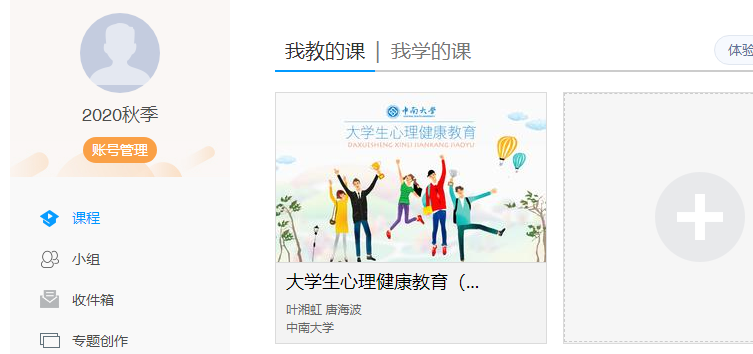 2020秋季
账号管理
课程
小组
收件箱
专题创作
我教的课 | 我学的课
体验
中南大学
大学生心理健康教育
DAXUESHENG XINLI JIANKANG JIAOYU
大学生心理健康教育（...
叶湘虹 唐海波
中南大学